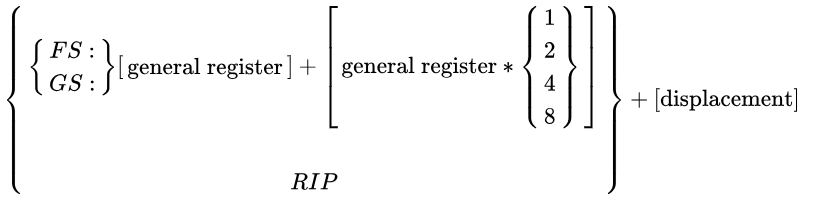 { { FS : GS : } [ general register ] + [ general register * { 1 2 4 8 } ] } + [displacement]
RIP